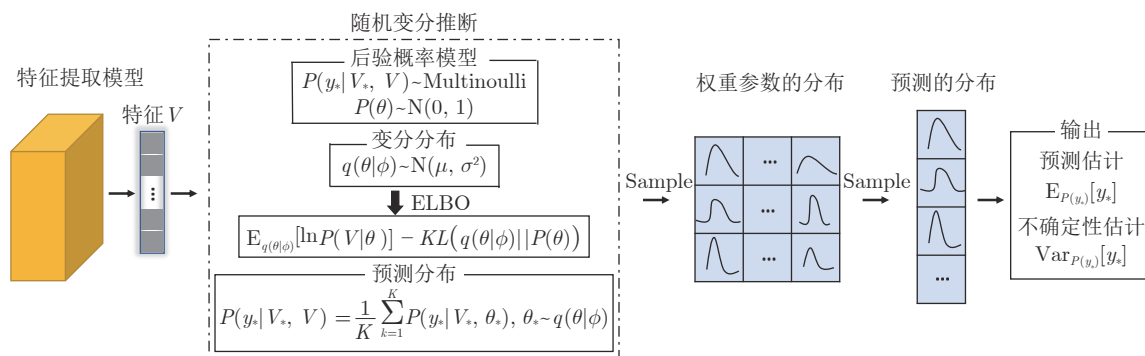 特征提取模型
特征 V
随机变分推断
后验概率模型
P(y*|V*, V)~Multinoulli
P(θ)~N(0, 1)
变分分布
q(θ|ϕ)~N(μ, σ²)
ELBO
E_{q(θ|ϕ)}[lnP(V|θ)] − KL(q(θ|ϕ)||P(θ))
预测分布
P(y*|V*, V) = 1/K ∑_{k=1}^{K} P(y*|V*, θ*), θ*~q(θ|ϕ)
Sample
权重参数的分布
...
...
...
Sample
预测的分布
...
输出
预测估计
E_{P(y*)}[y*]
不确定性估计
Var_{P(y*)}[y*]